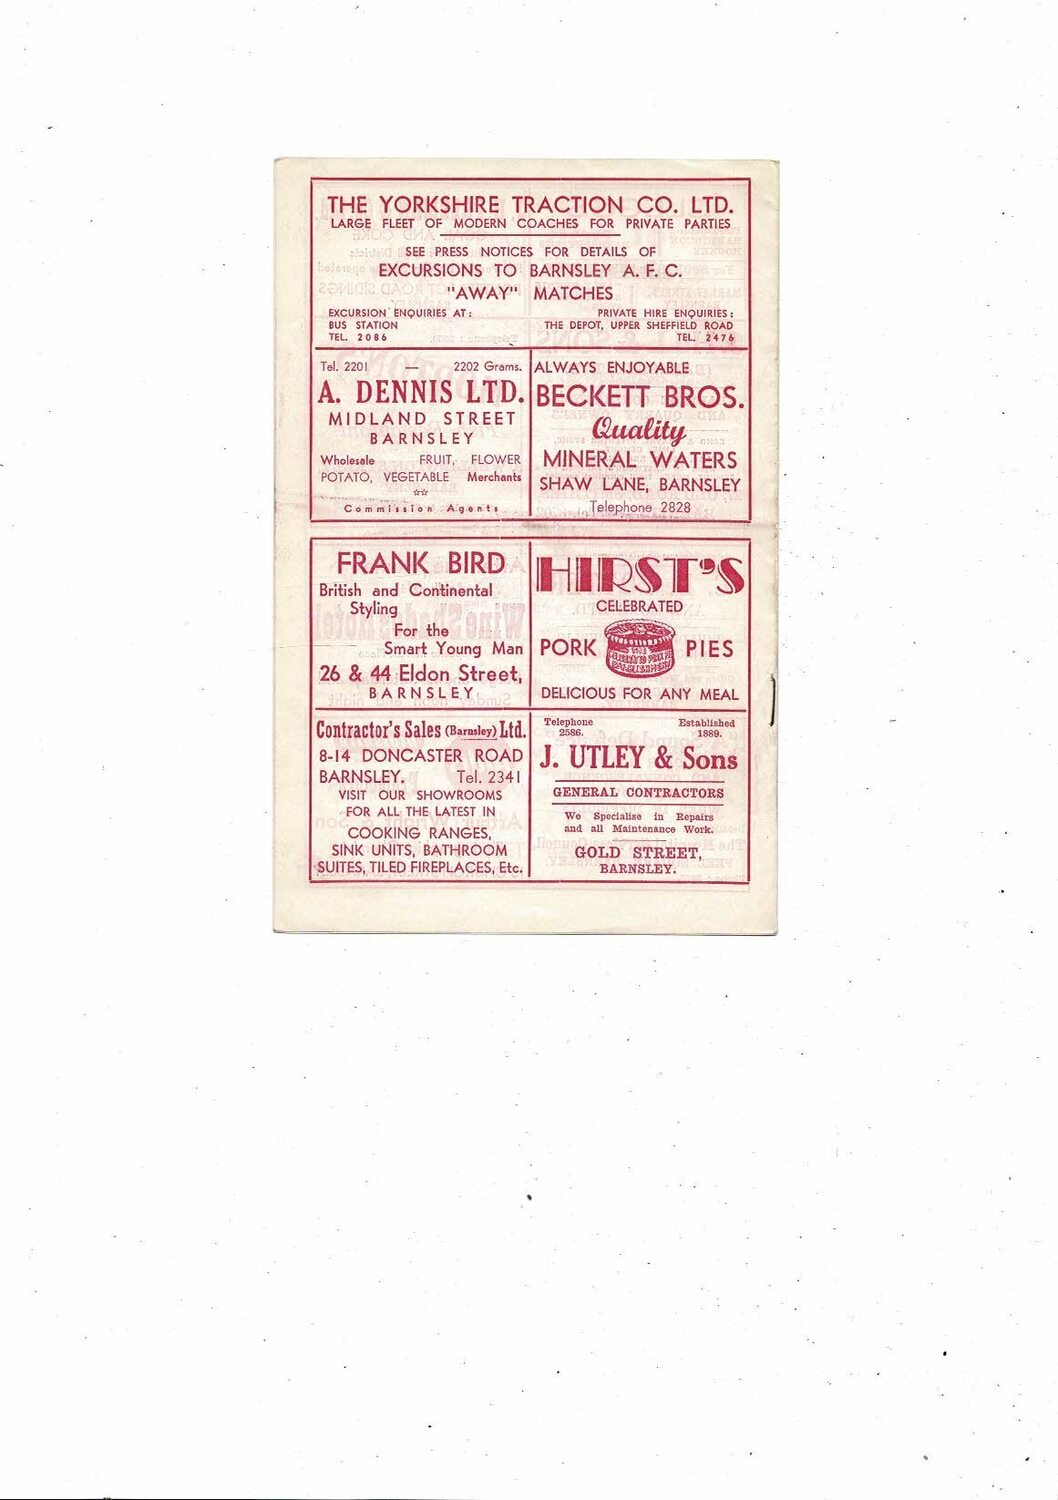 THE YORKSHIRE TRACTION CO. LTD.
LARGE FLEET OF MODERN COACHES FOR PRIVATE PARTIES
SEE PRESS NOTICES FOR DETAILS OF
EXCURSIONS TO BARNSLEY A. F. C.
"AWAY" MATCHES
EXCURSION ENQUIRIES AT:
BUS STATION
TEL. 2086
PRIVATE HIRE ENQUIRIES:
THE DEPOT, UPPER SHEFFIELD ROAD
TEL. 2476
Tel. 2201 — 2202 Grams.
A. DENNIS LTD.
MIDLAND STREET
BARNSLEY
Wholesale FRUIT, FLOWER
POTATO, VEGETABLE Merchants
☆☆
Commission Agents
ALWAYS ENJOYABLE
BECKETT BROS.
Quality
MINERAL WATERS
SHAW LANE, BARNSLEY
Telephone 2828
FRANK BIRD
British and Continental
Styling
For the
Smart Young Man
26 & 44 Eldon Street,
BARNSLEY
HIRST'S
CELEBRATED
PORK PIES
DELICIOUS FOR ANY MEAL
Contractor's Sales (Barnsley) Ltd.
8-14 DONCASTER ROAD
BARNSLEY. Tel. 2341
VISIT OUR SHOWROOMS
FOR ALL THE LATEST IN
COOKING RANGES,
SINK UNITS, BATHROOM
SUITES, TILED FIREPLACES, Etc.
Telephone 2586.
Established 1889.
J. UTLEY & Sons
GENERAL CONTRACTORS
We Specialise in Repairs
and all Maintenance Work.
GOLD STREET,
BARNSLEY.